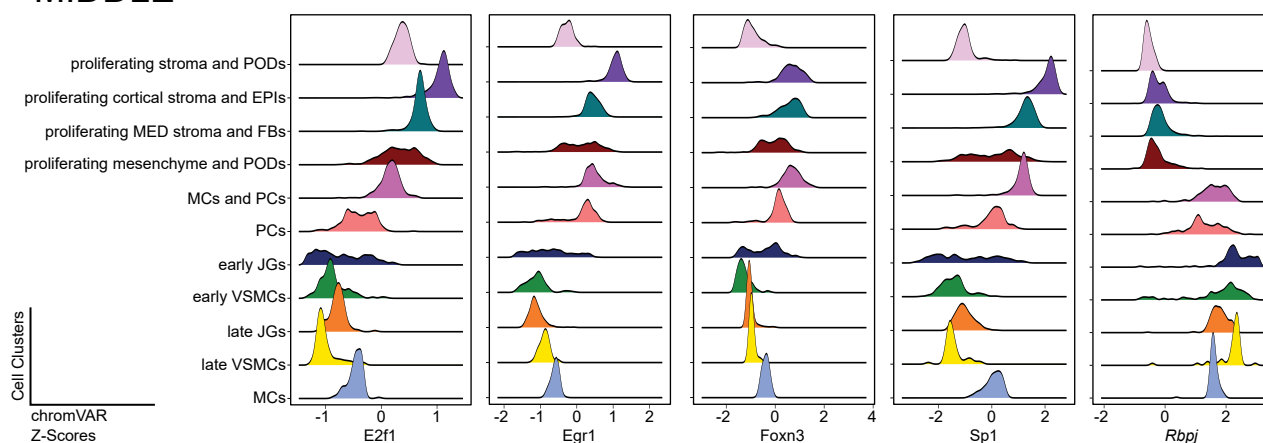 MIDDLE
proliferating stroma and PODs
proliferating cortical stroma and EPIs
proliferating MED stroma and FBs
proliferating mesenchyme and PODs
MCs and PCs
PCs
early JGs
early VSMCs
late JGs
late VSMCs
MCs
Cell Clusters
chromVAR
Z-Scores
-1 0 1
E2f1
-2 -1 0 1 2
Egr1
-2 0 2 4
Foxn3
-2 0 2
Sp1
-2 0 2
Rbpj